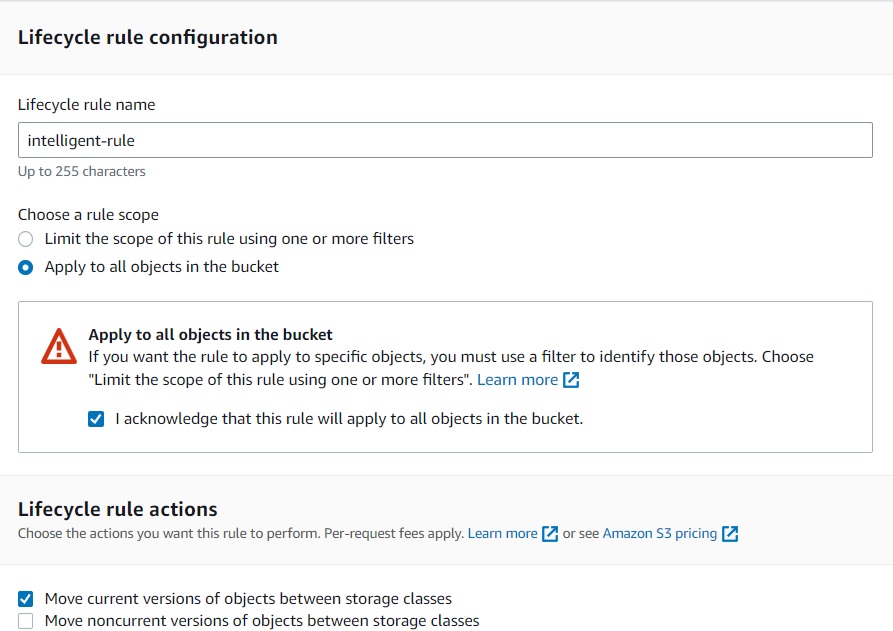 Lifecycle rule configuration
Lifecycle rule name
intelligent-rule
Up to 255 characters
Choose a rule scope
Limit the scope of this rule using one or more filters
Apply to all objects in the bucket
Apply to all objects in the bucket
If you want the rule to apply to specific objects, you must use a filter to identify those objects. Choose
"Limit the scope of this rule using one or more filters". Learn more
I acknowledge that this rule will apply to all objects in the bucket.
Lifecycle rule actions
Choose the actions you want this rule to perform. Per-request fees apply. Learn more or see Amazon S3 pricing
Move current versions of objects between storage classes
Move noncurrent versions of objects between storage classes